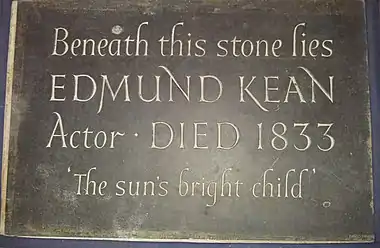 Beneath this stone lies
EDMUND KEAN
Actor · DIED 1833
'The sun's bright child'